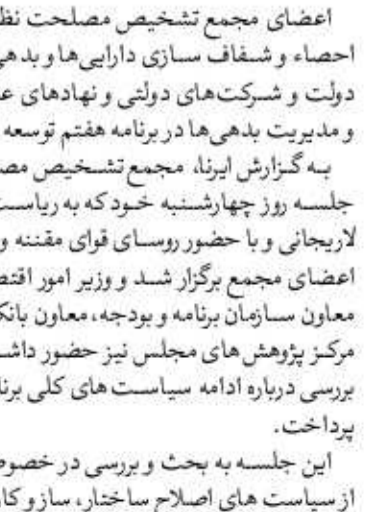 اعضای مجمع تشخیص مصلحت نظ
احصاء و شفاف سازی دارایی‌ها و بدهی
دولت و شرکت‌های دولتی و نهادهای ع
و مدیریت بدهی‌ها در برنامه هفتم توسعه
به گزارش ایرنا، مجمع تشخیص مص
جلسه روز چهارشنبه خود که به ریاست
لاریجانی و با حضور روسای قوای مقننه و
اعضای مجمع برگزار شد و وزیر امور اقتص
معاون سازمان برنامه و بودجه، معاون بانک
مرکز پژوهش‌های مجلس نیز حضور داش
بررسی درباره ادامه سیاست های کلی برنا
پرداخت.
این جلسه به بحث و بررسی در خصوص
از سیاست های اصلاح ساختار، ساز و کار